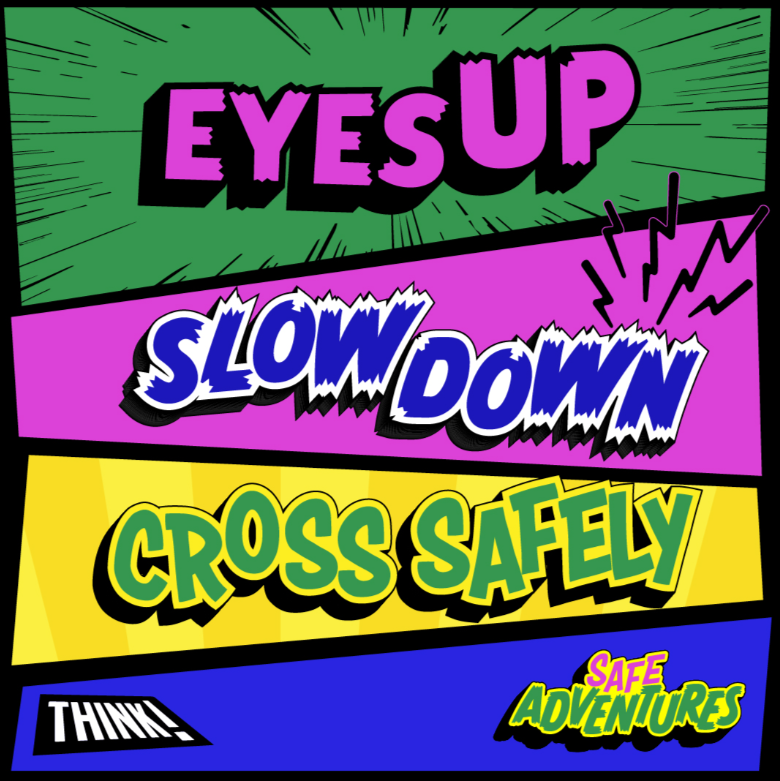 EYES UP
SLOW DOWN
CROSS SAFELY
THINK!
SAFE
ADVENTURES